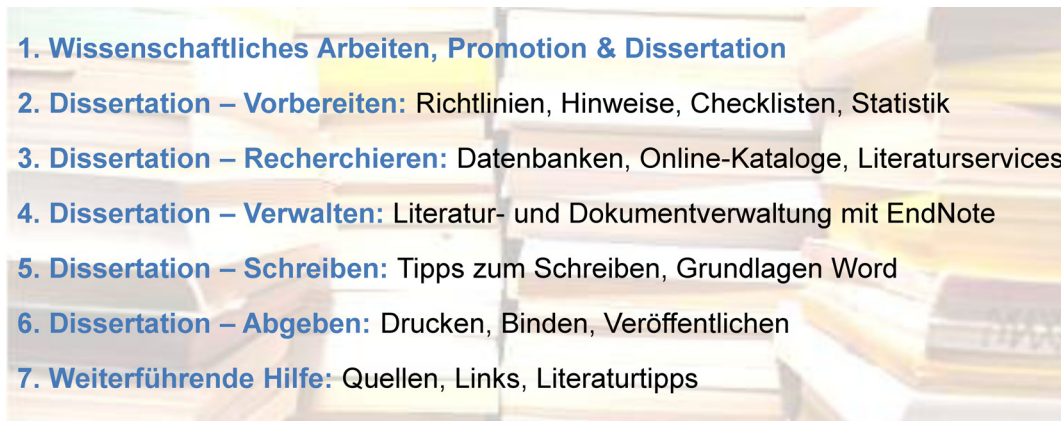 1. Wissenschaftliches Arbeiten, Promotion & Dissertation
2. Dissertation – Vorbereiten: Richtlinien, Hinweise, Checklisten, Statistik
3. Dissertation – Recherchieren: Datenbanken, Online-Kataloge, Literaturservices
4. Dissertation – Verwalten: Literatur- und Dokumentverwaltung mit EndNote
5. Dissertation – Schreiben: Tipps zum Schreiben, Grundlagen Word
6. Dissertation – Abgeben: Drucken, Binden, Veröffentlichen
7. Weiterführende Hilfe: Quellen, Links, Literaturtipps